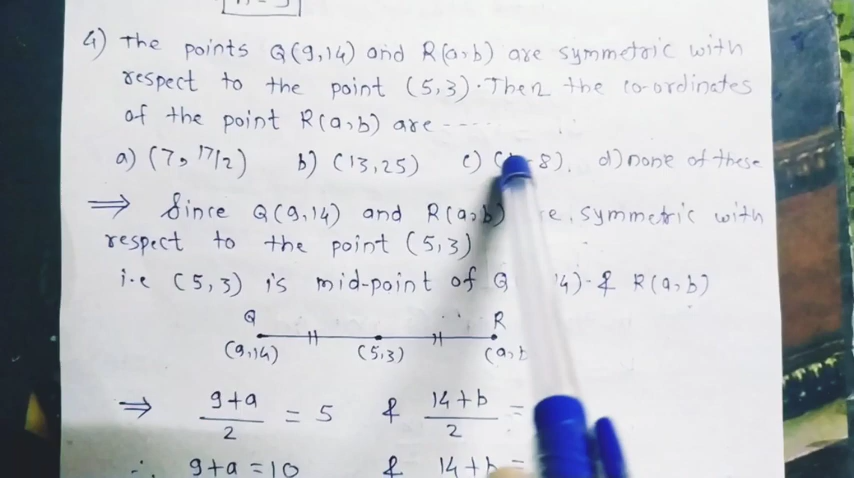 4) The points Q(9,14) and R(a,b) are symmetric with
respect to the point (5,3). Then the co-ordinates
of the point R(a,b) are -----
a) (7, 17/2) b) (13,25) c) ( -8). d) none of these
⇒ Since Q(9,14) and R(a,b) symmetric with
respect to the point (5,3)
i.e (5,3) is mid-point of Q 14) & R(a,b)
Q R
(9,14) (5,3) (a,b
⇒ 9+a/2 = 5 & 14+b/2 =
∴ 9+a=10 & 14+b=